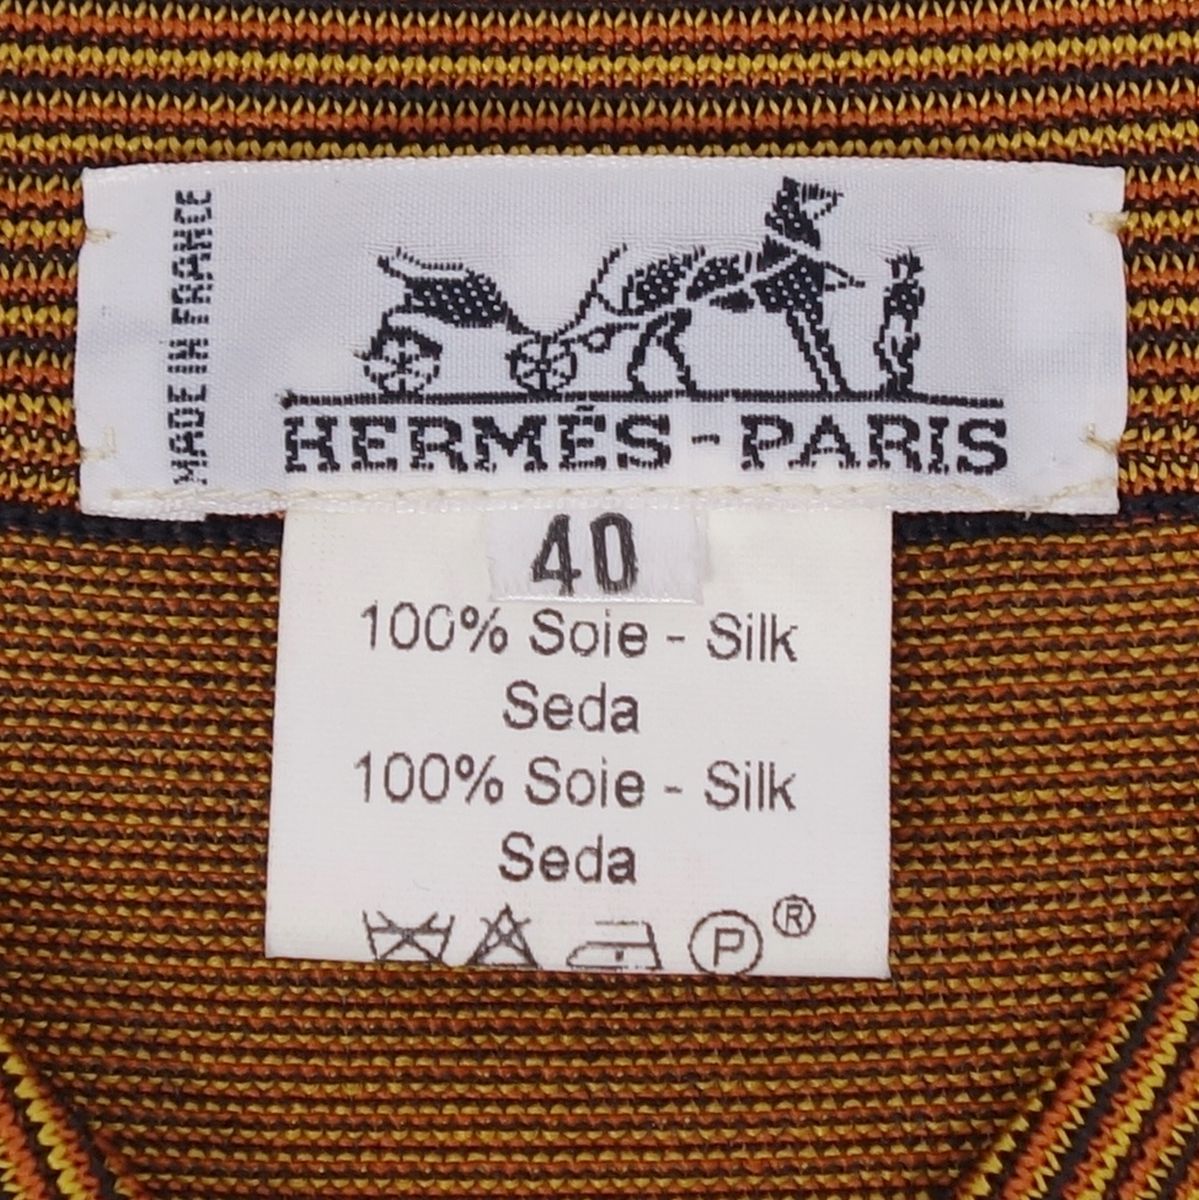 MADE IN FRANCE
HERMÈS-PARIS
40
100% Soie - Silk
Seda
100% Soie - Silk
Seda
P ®